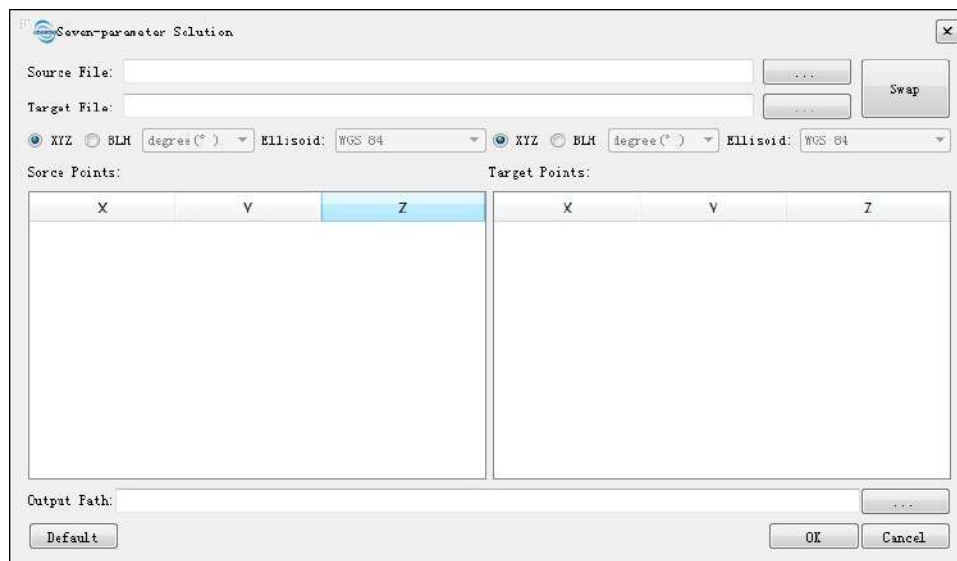 Seven-parameter Solution
Source File: ...
Swap
Target File: ...
XYZ BLH degree(° ) Ellisoid: WGS 84 XYZ BLH degree(° ) Ellisoid: WGS 84
Sorce Points: Target Points:
X Y Z X Y Z
Output Path: ...
Default OK Cancel